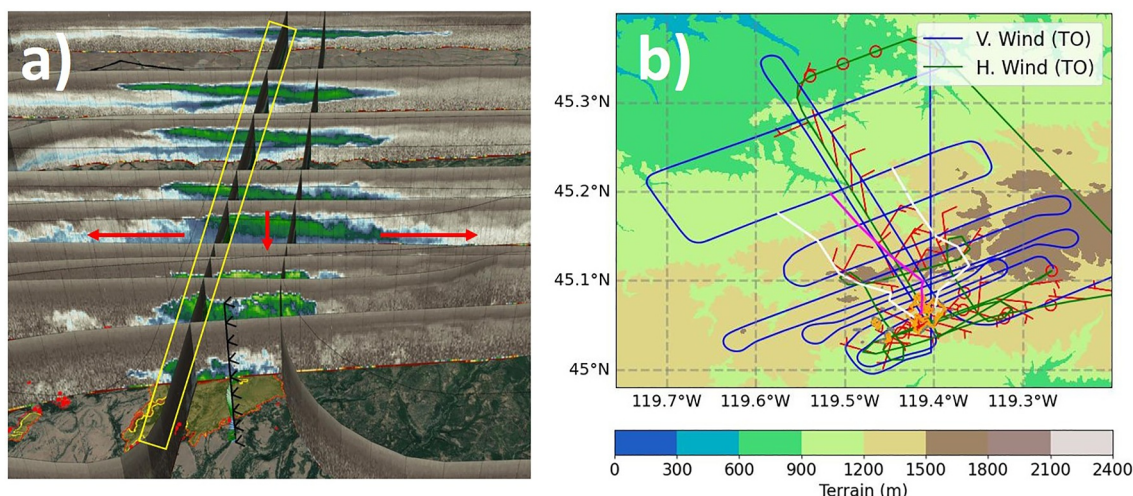 a)
b)
V. Wind (TO)
H. Wind (TO)
45.3°N
45.2°N
45.1°N
45°N
119.7°W 119.6°W 119.5°W 119.4°W 119.3°W
0 300 600 900 1200 1500 1800 2100 2400
Terrain (m)